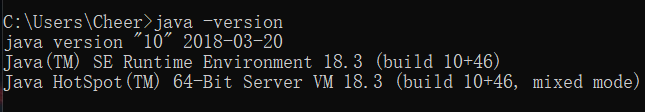 C:\Users\Cheer>java -version
java version "10" 2018-03-20
Java(TM) SE Runtime Environment 18.3 (build 10+46)
Java HotSpot(TM) 64-Bit Server VM 18.3 (build 10+46, mixed mode)